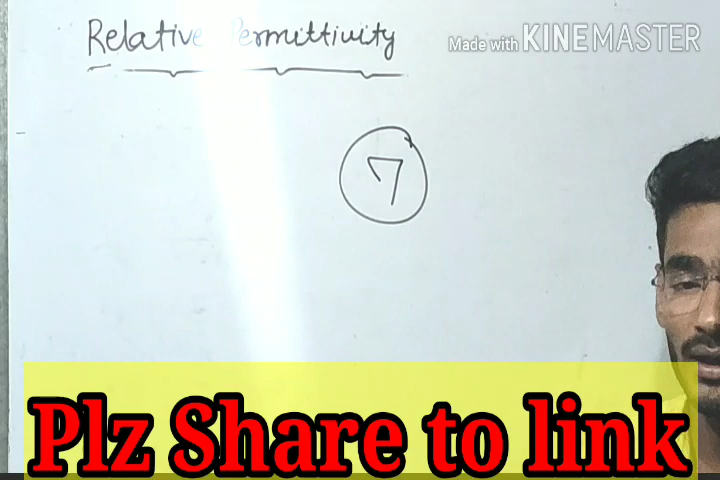 Relative Permittivity
Made with KINEMASTER
7
Plz Share to link